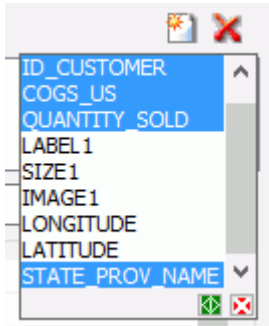 ID_CUSTOMER
COGS_US
QUANTITY_SOLD
LABEL1
SIZE1
IMAGE1
LONGITUDE
LATITUDE
STATE_PROV_NAME